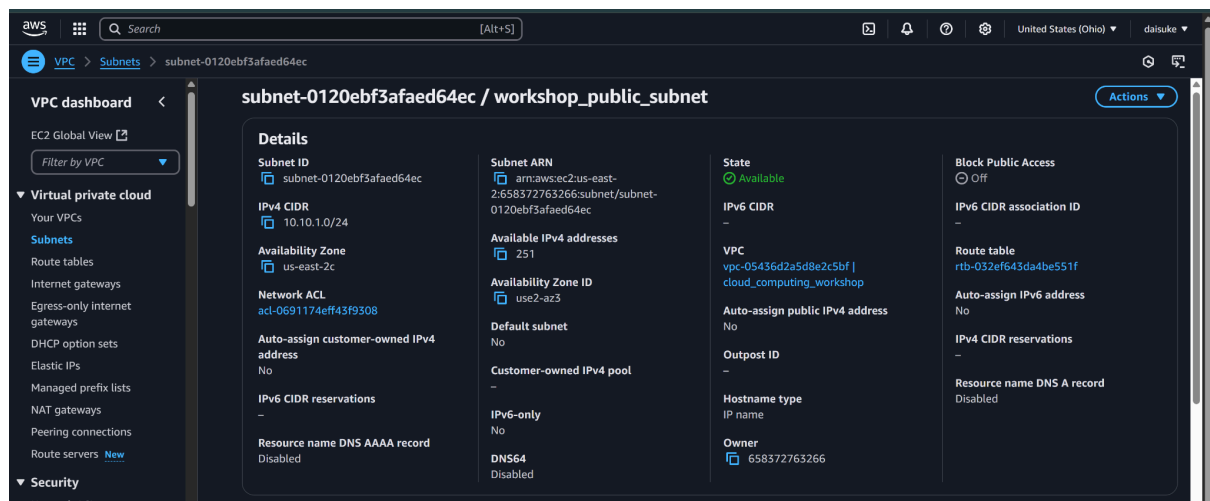 aws
Search
[Alt+S]
United States (Ohio)
daisuke
VPC > Subnets > subnet-0120ebf3afaed64ec
VPC dashboard
EC2 Global View
Filter by VPC
Virtual private cloud
Your VPCs
Subnets
Route tables
Internet gateways
Egress-only internet
gateways
DHCP option sets
Elastic IPs
Managed prefix lists
NAT gateways
Peering connections
Route servers New
Security
subnet-0120ebf3afaed64ec / workshop_public_subnet
Actions
Details
Subnet ID
subnet-0120ebf3afaed64ec
IPv4 CIDR
10.10.1.0/24
Availability Zone
us-east-2c
Network ACL
acl-0691174eff43f9308
Auto-assign customer-owned IPv4
address
No
IPv6 CIDR reservations
–
Resource name DNS AAAA record
Disabled
Subnet ARN
arn:aws:ec2:us-east-
2:658372763266:subnet/subnet-
0120ebf3afaed64ec
Available IPv4 addresses
251
Availability Zone ID
use2-az3
Default subnet
No
Customer-owned IPv4 pool
–
IPv6-only
No
DNS64
Disabled
State
Available
IPv6 CIDR
–
VPC
vpc-05436d2a5d8e2c5bf |
cloud_computing_workshop
Auto-assign public IPv4 address
No
Outpost ID
–
Hostname type
IP name
Owner
658372763266
Block Public Access
Off
IPv6 CIDR association ID
–
Route table
rtb-032ef643da4be551f
Auto-assign IPv6 address
No
IPv4 CIDR reservations
–
Resource name DNS A record
Disabled